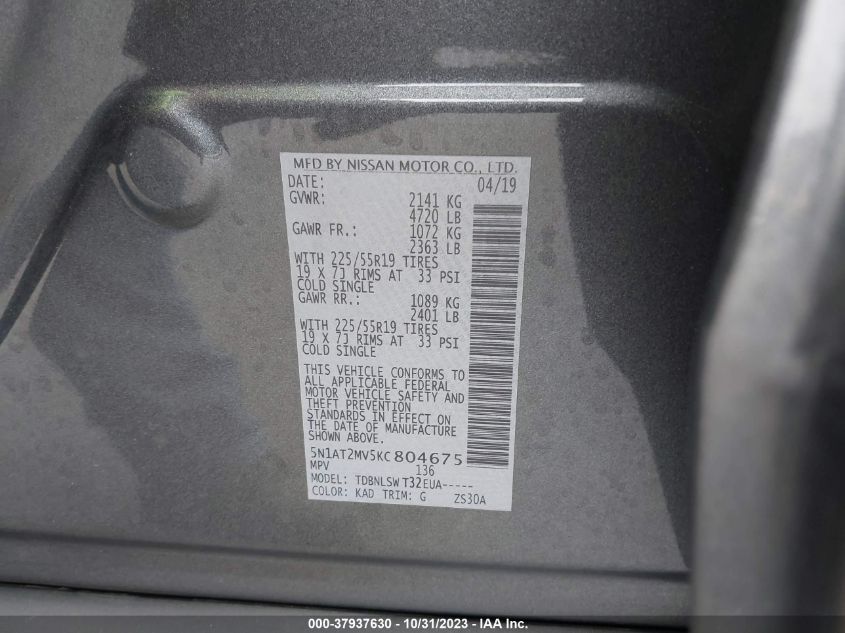 MFD BY NISSAN MOTOR CO., LTD.
DATE: 04/19
GVWR: 2141 KG
4720 LB
GAWR FR.: 1072 KG
2363 LB
WITH 225/55R19 TIRES
19 X 7J RIMS AT 33 PSI
COLD SINGLE
GAWR RR.: 1089 KG
2401 LB
WITH 225/55R19 TIRES
19 X 7J RIMS AT 33 PSI
COLD SINGLE
THIS VEHICLE CONFORMS TO
ALL APPLICABLE FEDERAL
MOTOR VEHICLE SAFETY AND
THEFT PREVENTION
STANDARDS IN EFFECT ON
THE DATE OF MANUFACTURE
SHOWN ABOVE.
5N1AT2MV5KC804675
MPV 136
MODEL: TDBNLSW T32EUA-----
COLOR: KAD TRIM: G ZS30A
000-37937630 - 10/31/2023 - IAA Inc.